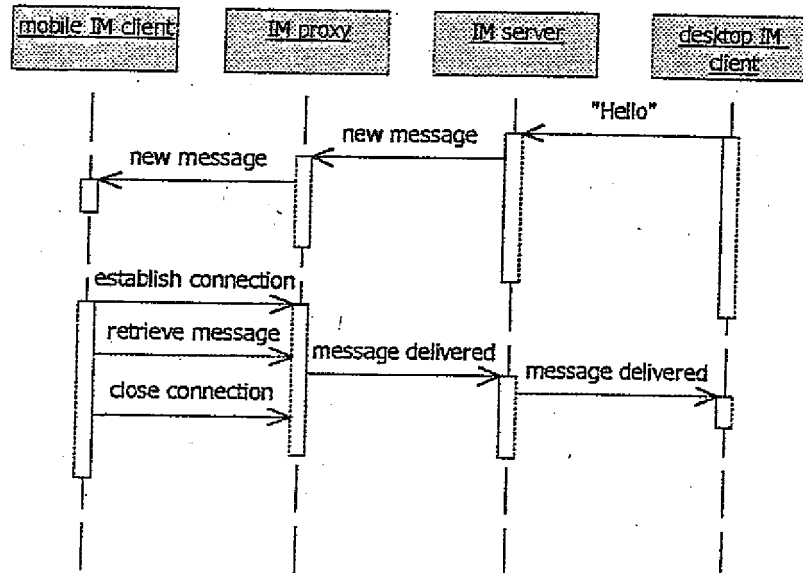 mobile IM client
IM proxy
IM server
desktop IM
client
"Hello"
new message
new message
establish connection
retrieve message
message delivered
message delivered
close connection